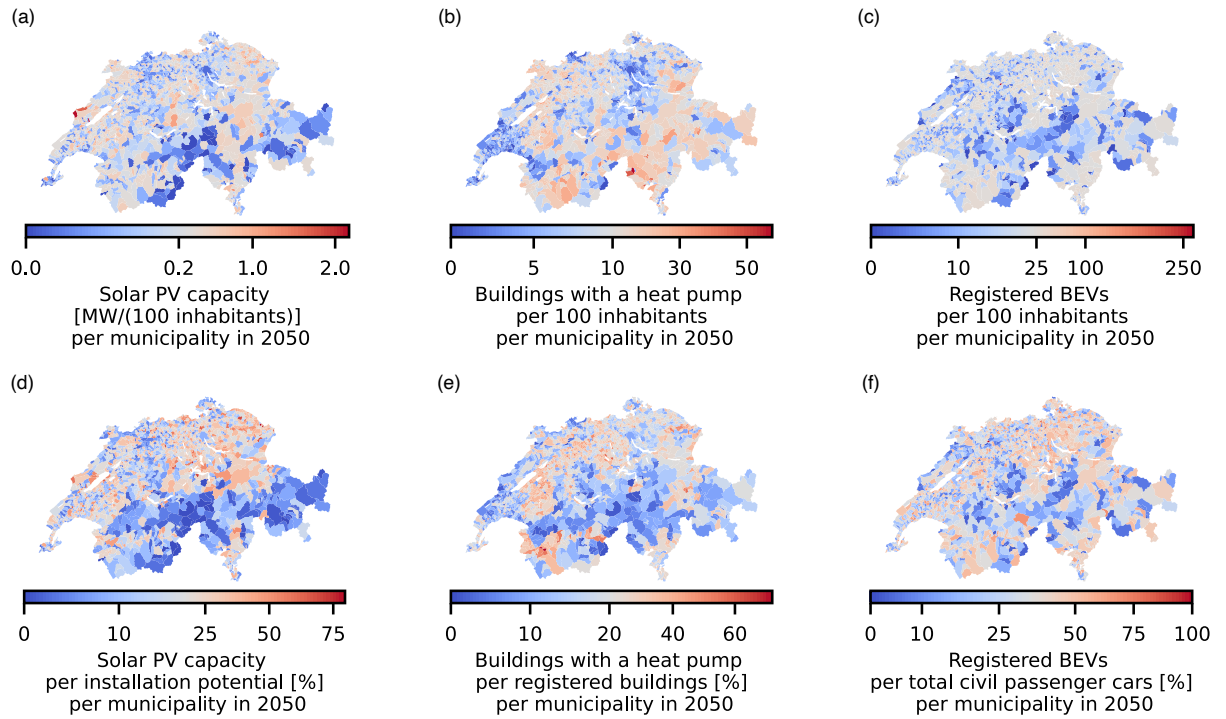 (a)
(b)
(c)
0.0 0.2 1.0 2.0
Solar PV capacity
[MW/(100 inhabitants)]
per municipality in 2050
0 5 10 30 50
Buildings with a heat pump
per 100 inhabitants
per municipality in 2050
0 10 25 100 250
Registered BEVs
per 100 inhabitants
per municipality in 2050
(d)
(e)
(f)
0 10 25 50 75
Solar PV capacity
per installation potential [%]
per municipality in 2050
0 10 20 40 60
Buildings with a heat pump
per registered buildings [%]
per municipality in 2050
0 10 25 50 75 100
Registered BEVs
per total civil passenger cars [%]
per municipality in 2050